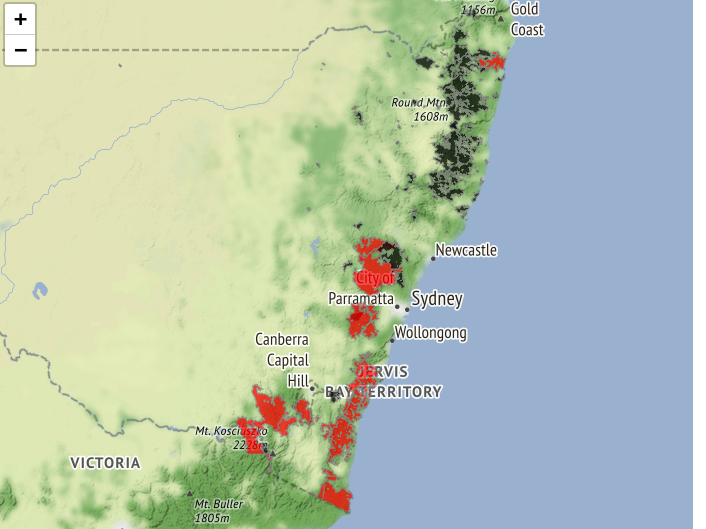 +
−
1156m
Gold
Coast
Round Mtn.
1608m
Newcastle
City of
Parramatta
Sydney
Wollongong
Canberra
Capital
Hill
JERVIS
BAY TERRITORY
Mt. Kosciuszko
2228m
VICTORIA
Mt. Buller
1805m